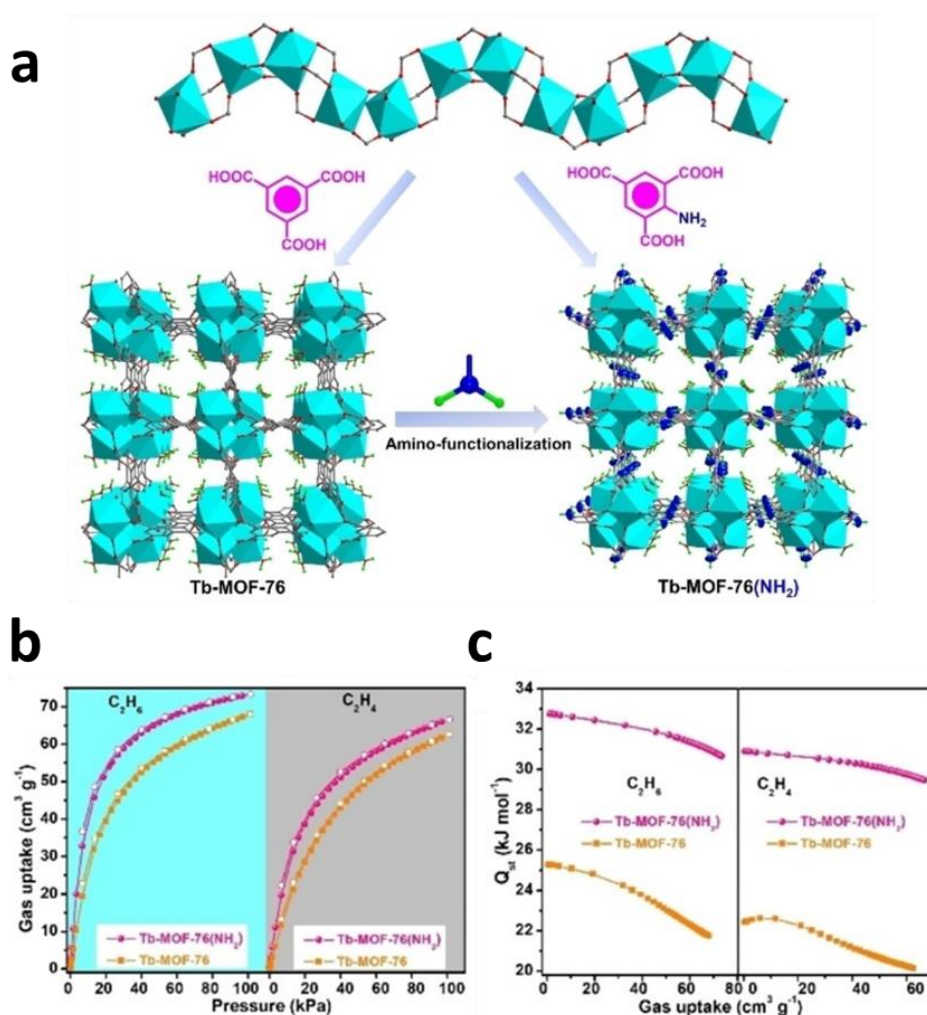 a
HOOC COOH
COOH
HOOC COOH
NH₂
COOH
Amino-functionalization
Tb-MOF-76
Tb-MOF-76(NH₂)
b
C₂H₆ C₂H₄
Gas uptake (cm³ g⁻¹)
70
60
50
40
30
20
10
0
Tb-MOF-76(NH₂)
Tb-MOF-76
Tb-MOF-76(NH₂)
Tb-MOF-76
0 20 40 60 80 100 0 20 40 60 80 100
Pressure (kPa)
c
Qst (kJ mol⁻¹)
34
32
30
28
26
24
22
20
C₂H₆
Tb-MOF-76(NH₂)
Tb-MOF-76
C₂H₄
Tb-MOF-76(NH₂)
Tb-MOF-76
0 20 40 60 80 0 20 40 60
Gas uptake (cm³ g⁻¹)